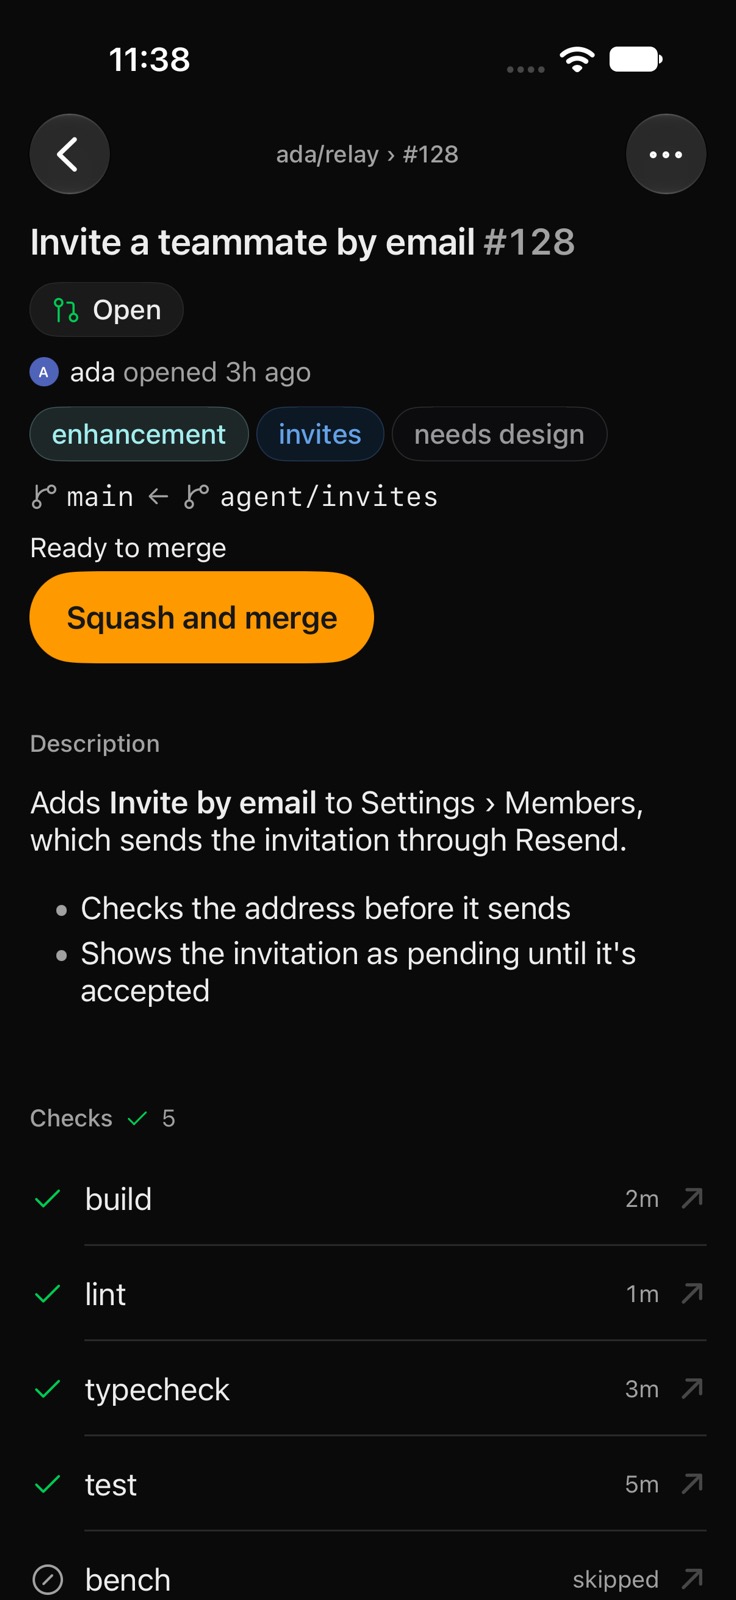 11:38
ada/relay › #128
Invite a teammate by email #128
Open
A ada opened 3h ago
enhancement invites needs design
main ← agent/invites
Ready to merge
Squash and merge
Description
Adds Invite by email to Settings › Members,
which sends the invitation through Resend.
• Checks the address before it sends
• Shows the invitation as pending until it's
accepted
Checks ✓ 5
build 2m
lint 1m
typecheck 3m
test 5m
bench skipped